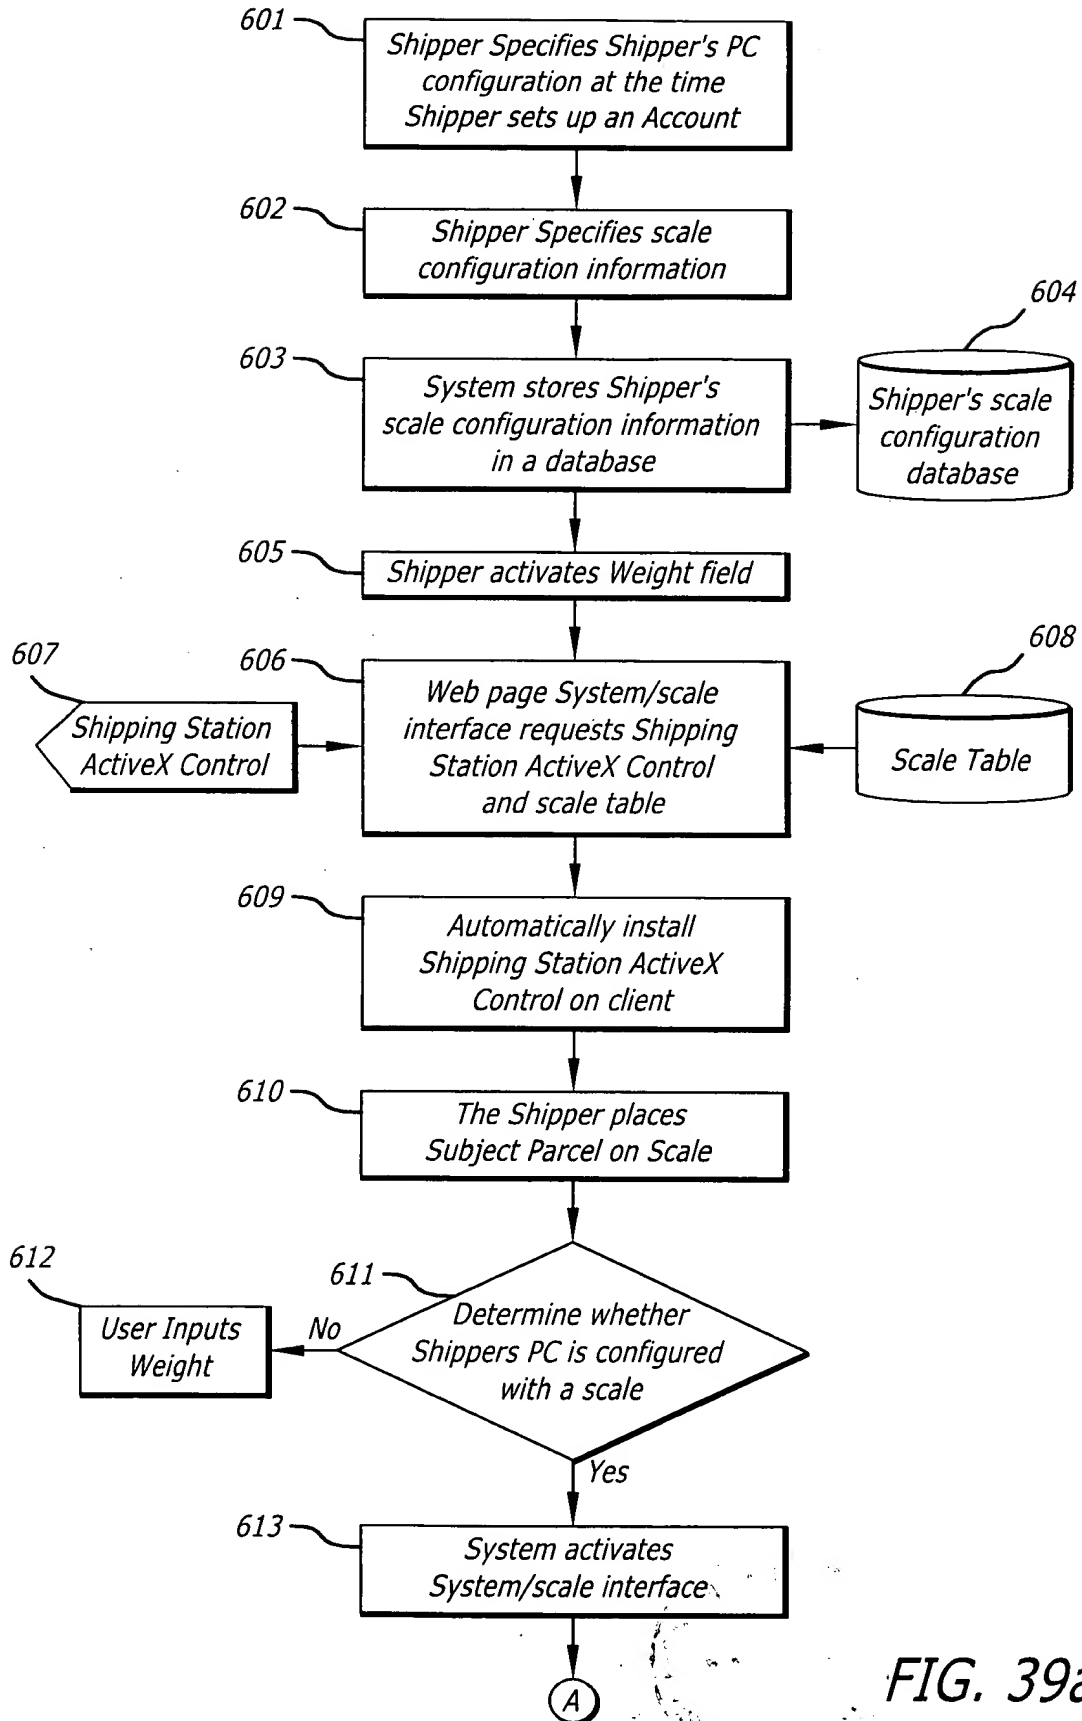 601
Shipper Specifies Shipper's PC
configuration at the time
Shipper sets up an Account
602
Shipper Specifies scale
configuration information
603
System stores Shipper's
scale configuration information
in a database
604
Shipper's scale
configuration
database
605
Shipper activates Weight field
606
Web page System/scale
interface requests Shipping
Station ActiveX Control
and scale table
607
Shipping Station
ActiveX Control
608
Scale Table
609
Automatically install
Shipping Station ActiveX
Control on client
610
The Shipper places
Subject Parcel on Scale
611
Determine whether
Shippers PC is configured
with a scale
No
612
User Inputs
Weight
Yes
613
System activates
System/scale interface
A
FIG. 39a